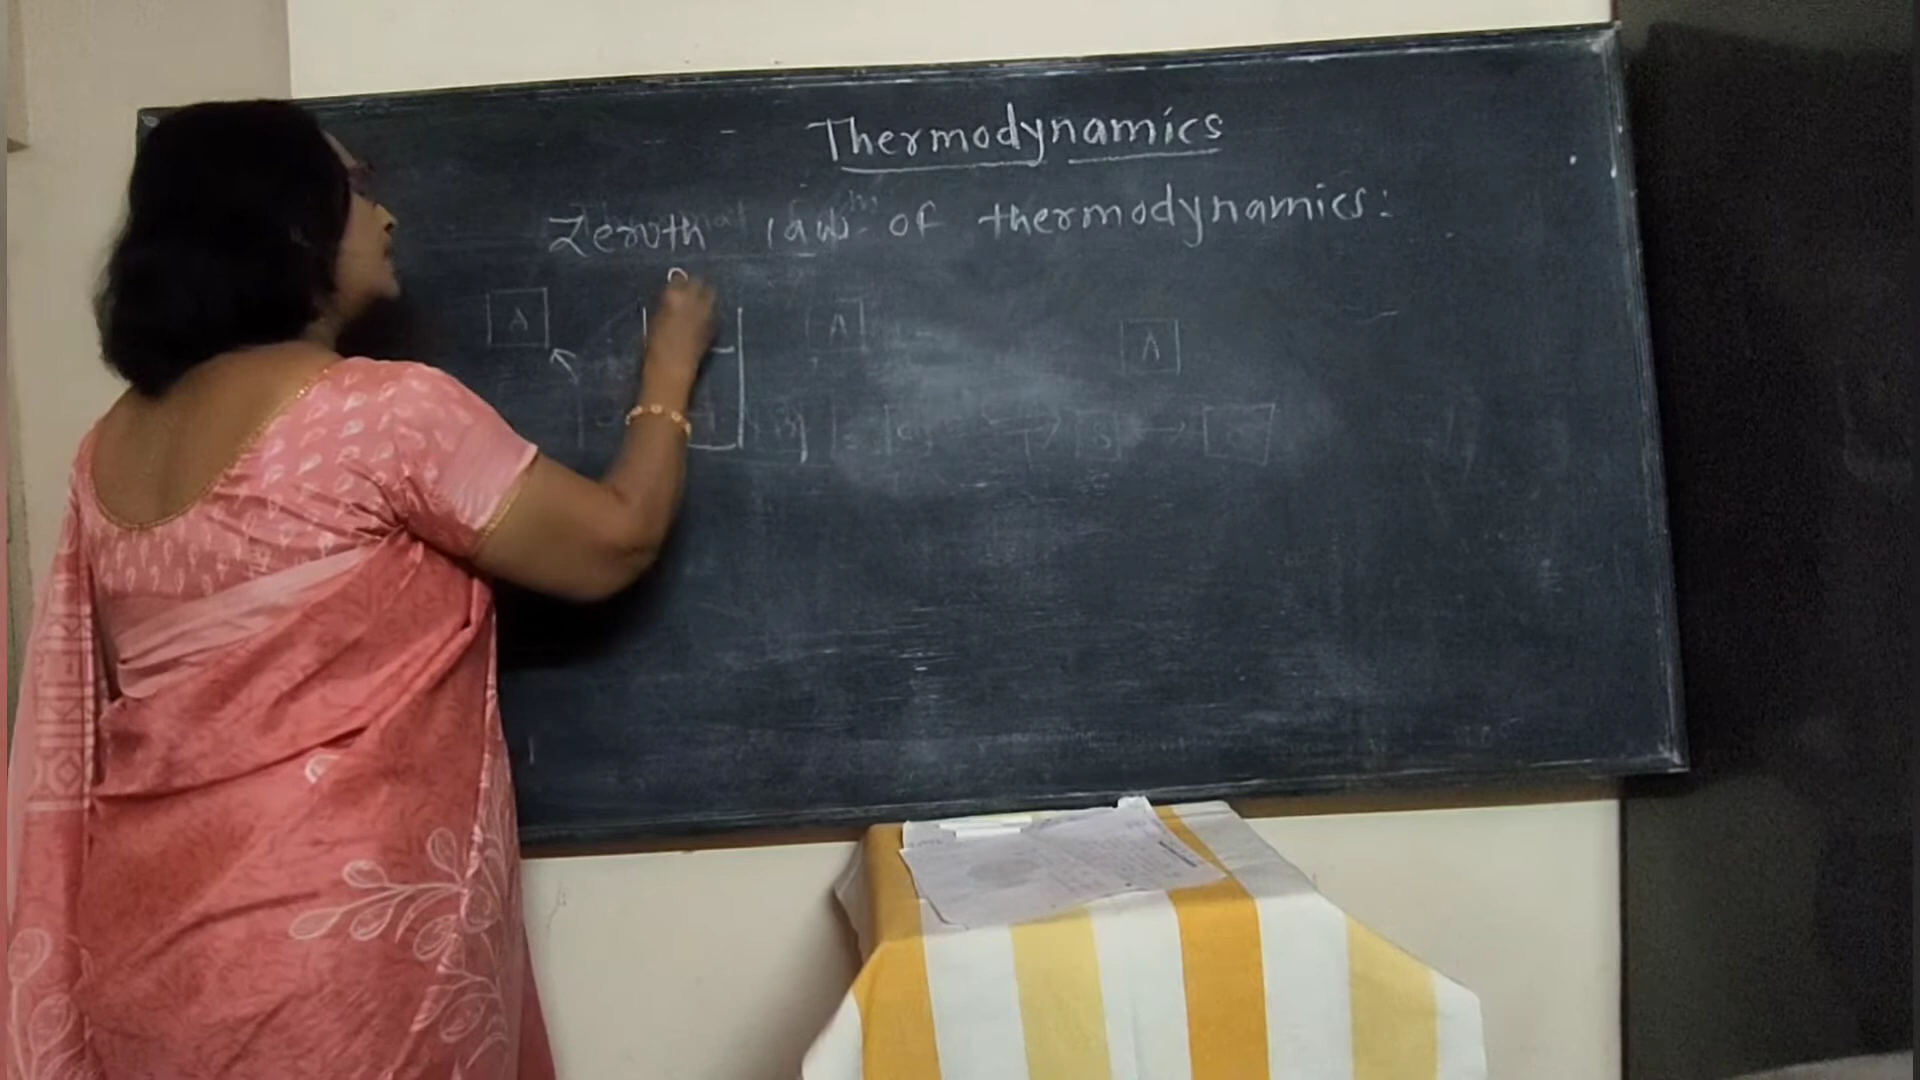 Thermodynamics
Zeroth law of thermodynamics:
A A A
B C